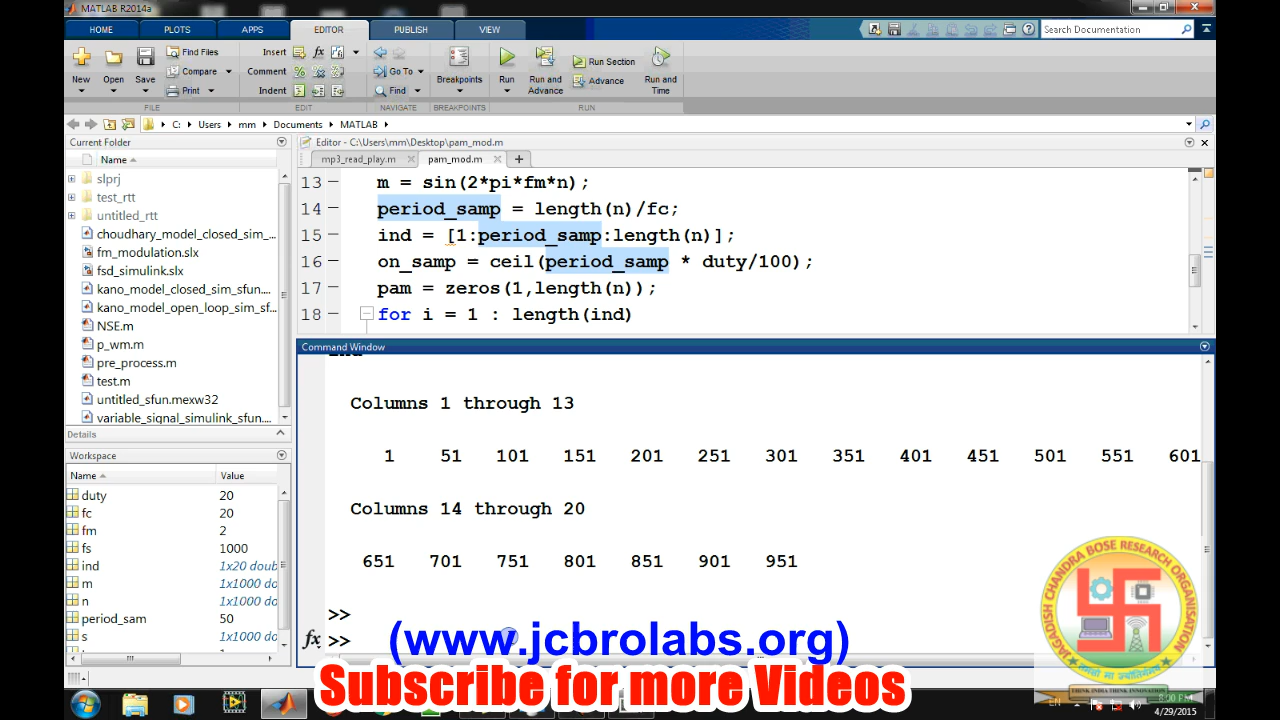 MATLAB R2014a
HOME PLOTS APPS EDITOR PUBLISH VIEW
Search Documentation
New Open Save Find Files Compare Print
Insert Comment Indent
Go To Find
Breakpoints
Run Run and Advance Run Section Advance Run and Time
FILE EDIT NAVIGATE BREAKPOINTS RUN
C: Users mm Documents MATLAB
Current Folder
Name
slprj
test_rtt
untitled_rtt
choudhary_model_closed_sim_...
fm_modulation.slx
fsd_simulink.slx
kano_model_closed_sim_sfun....
kano_model_open_loop_sim_sf...
NSE.m
p_wm.m
pre_process.m
test.m
untitled_sfun.mexw32
variable_signal_simulink_sfun....
Details
Workspace
Name Value
duty 20
fc 20
fm 2
fs 1000
ind 1x20 doub
m 1x1000 do
n 1x1000 do
period_sam 50
s 1x1000 do
Editor - C:\Users\mm\Desktop\pam_mod.m
mp3_read_play.m pam_mod.m
13 m = sin(2*pi*fm*n);
14 period_samp = length(n)/fc;
15 ind = [1:period_samp:length(n)];
16 on_samp = ceil(period_samp * duty/100);
17 pam = zeros(1,length(n));
18 for i = 1 : length(ind)
Command Window
Columns 1 through 13
1 51 101 151 201 251 301 351 401 451 501 551 601
Columns 14 through 20
651 701 751 801 851 901 951
>>
fx >>
(www.jcbrolabs.org)
Subscribe for more Videos
JAGADISH CHANDRA BOSE RESEARCH ORGANISATION
THINK INDIA THINK INNOVATION
EN
8:00 PM
4/29/2015